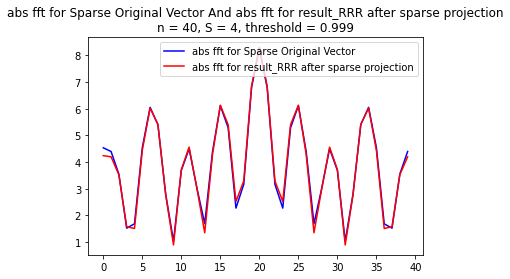 abs fft for Sparse Original Vector And abs fft for result_RRR after sparse projection
n = 40, S = 4, threshold = 0.999
abs fft for Sparse Original Vector
abs fft for result_RRR after sparse projection
8
7
6
5
4
3
2
1
0 5 10 15 20 25 30 35 40